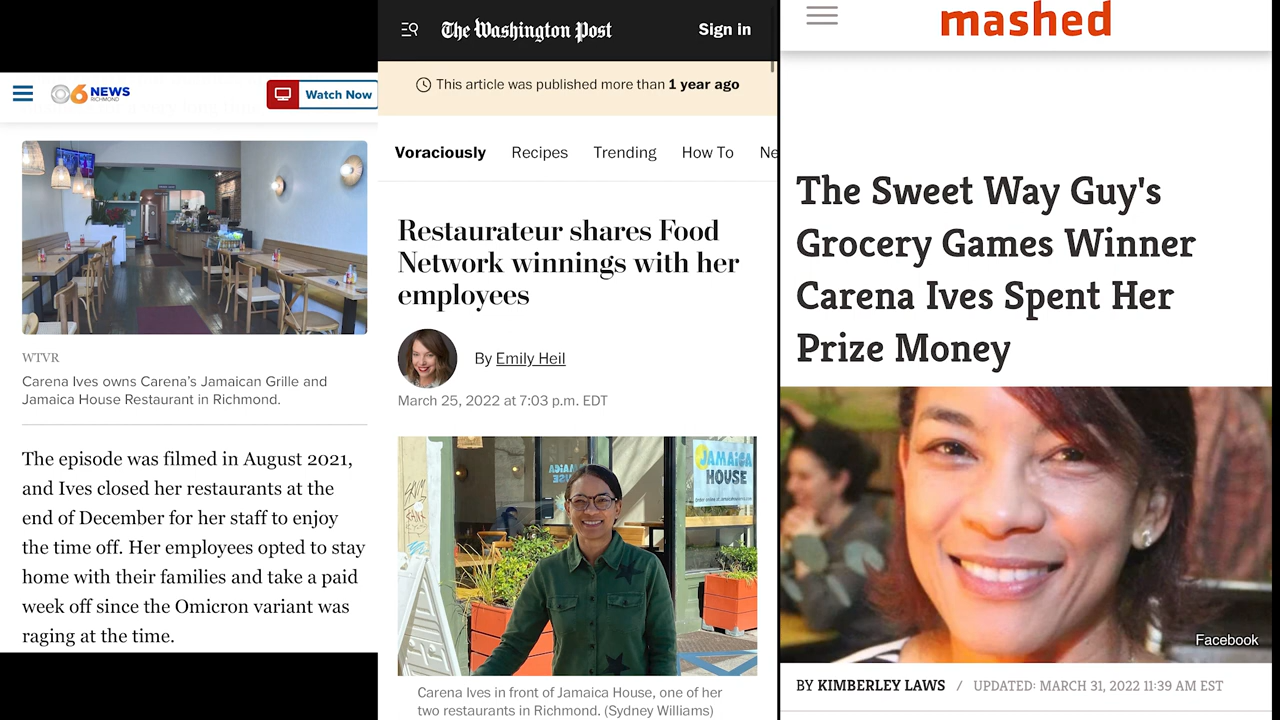 6 NEWS
RICHMOND
Watch Now
WTVR
Carena Ives owns Carena’s Jamaican Grille and
Jamaica House Restaurant in Richmond.
The episode was filmed in August 2021,
and Ives closed her restaurants at the
end of December for her staff to enjoy
the time off. Her employees opted to stay
home with their families and take a paid
week off since the Omicron variant was
raging at the time.
The Washington Post
Sign in
This article was published more than 1 year ago
Voraciously Recipes Trending How To Ne
Restaurateur shares Food
Network winnings with her
employees
By Emily Heil
March 25, 2022 at 7:03 p.m. EDT
JAMAICA
HOUSE
Carena Ives in front of Jamaica House, one of her
two restaurants in Richmond. (Sydney Williams)
mashed
The Sweet Way Guy's
Grocery Games Winner
Carena Ives Spent Her
Prize Money
Facebook
BY KIMBERLEY LAWS / UPDATED: MARCH 31, 2022 11:39 AM EST